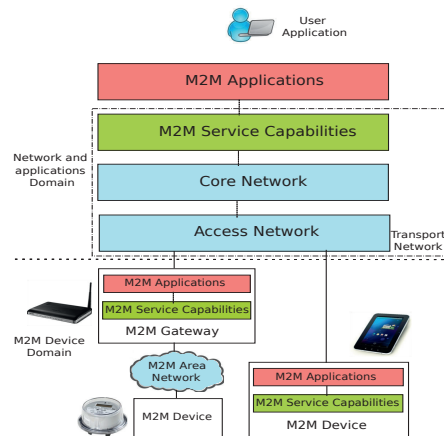 User
Application
M2M Applications
M2M Service Capabilities
Network and
applications
Domain
Core Network
Access Network
Transport
Network
M2M Applications
M2M Service Capabilities
M2M Gateway
M2M Device
Domain
M2M Area
Network
M2M Device
M2M Applications
M2M Service Capabilities
M2M Device